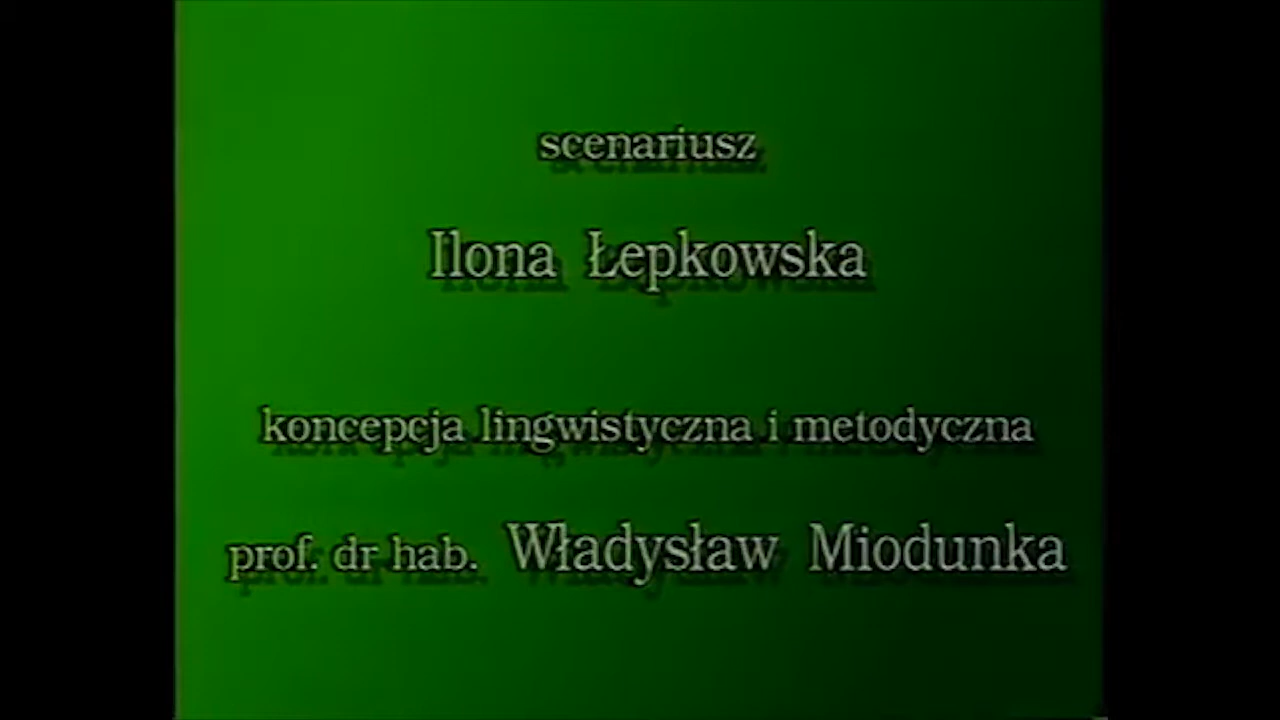 scenariusz
Ilona Łepkowska
koncepcja lingwistyczna i metodyczna
prof. dr hab. Władysław Miodunka